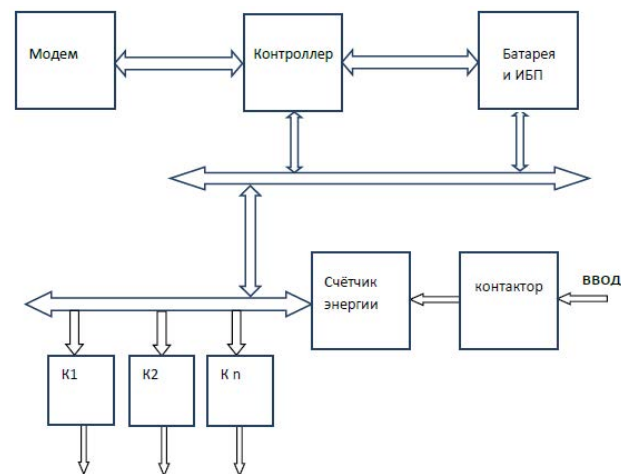 Модем
Контроллер
Батарея
и ИБП
Счётчик
энергии
контактор
ВВОД
К1
К2
К n